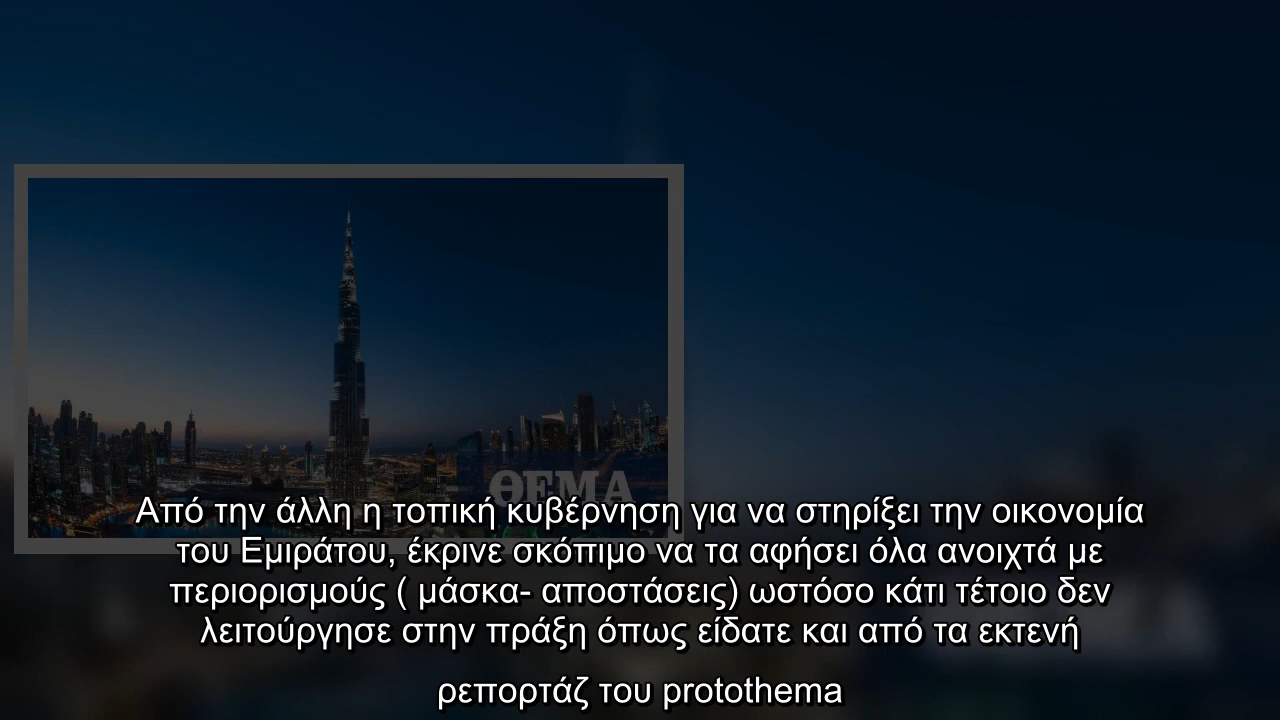 ΘΕΜΑ
Από την άλλη η τοπική κυβέρνηση για να στηρίξει την οικονομία
του Εμιράτου, έκρινε σκόπιμο να τα αφήσει όλα ανοιχτά με
περιορισμούς ( μάσκα- αποστάσεις) ωστόσο κάτι τέτοιο δεν
λειτούργησε στην πράξη όπως είδατε και από τα εκτενή
ρεπορτάζ του protothema